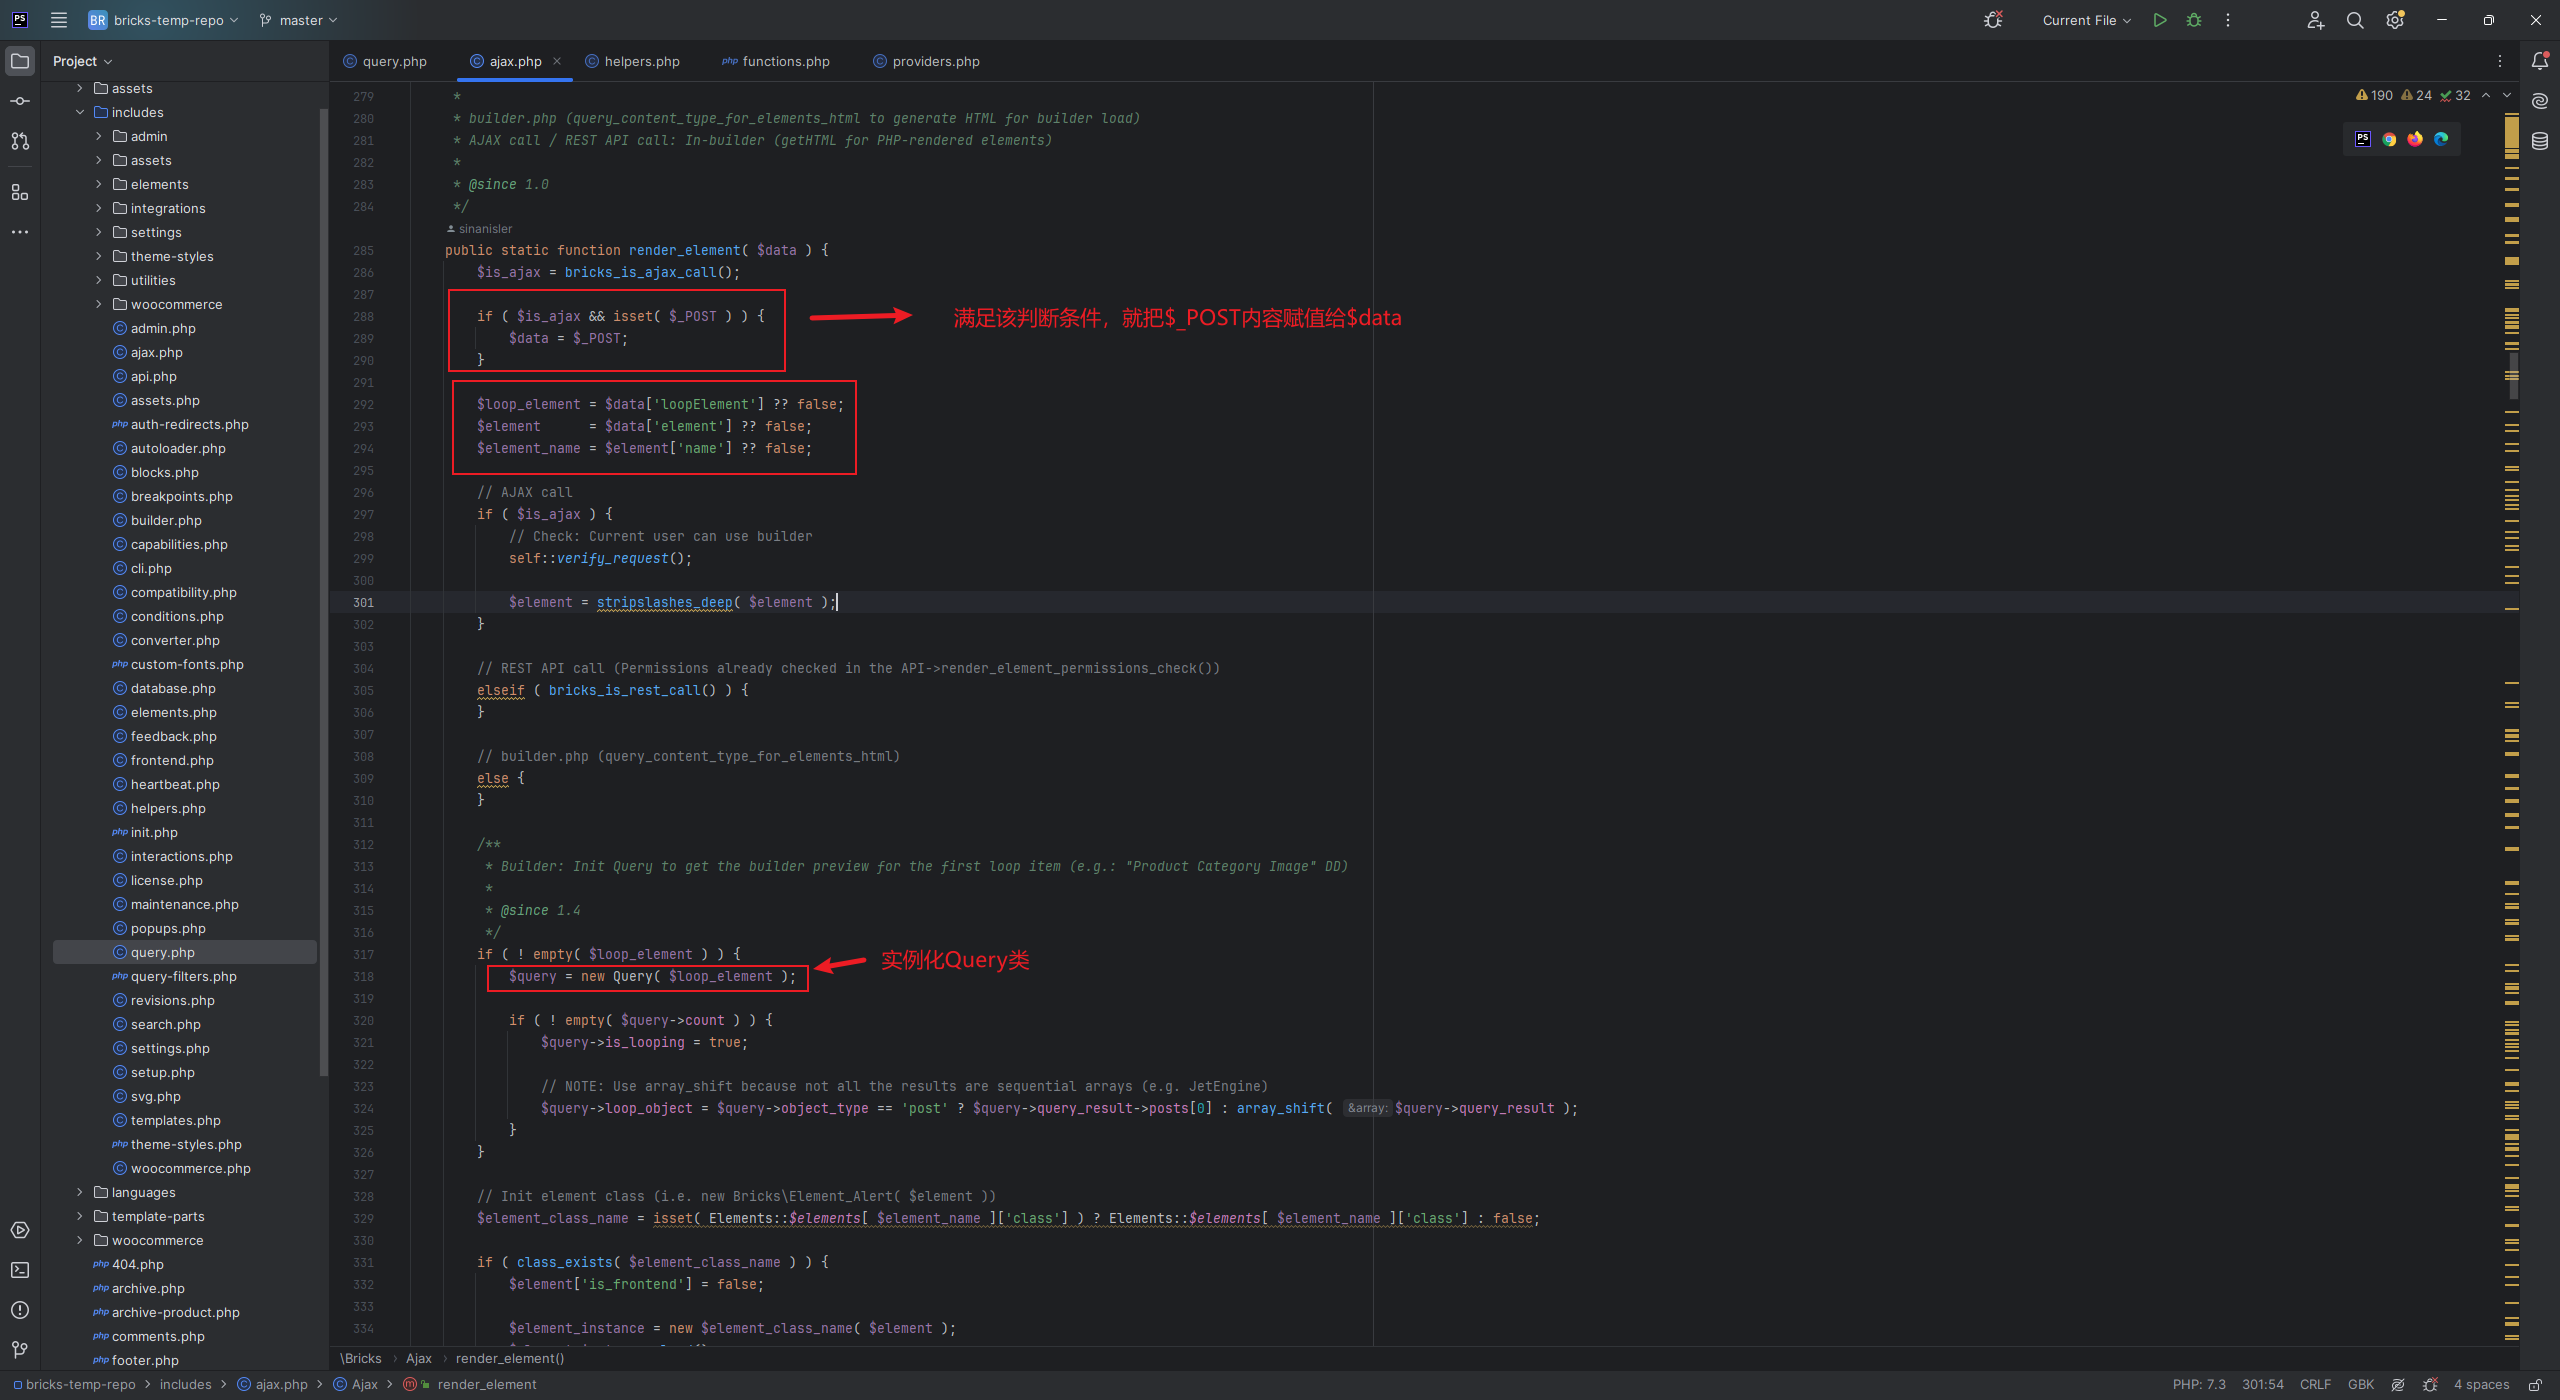 PS
BR bricks-temp-repo
master
Current File
Project
query.php
ajax.php
helpers.php
php functions.php
providers.php
assets
includes
admin
assets
elements
integrations
settings
theme-styles
utilities
woocommerce
admin.php
ajax.php
api.php
assets.php
php auth-redirects.php
autoloader.php
blocks.php
breakpoints.php
builder.php
capabilities.php
cli.php
compatibility.php
conditions.php
converter.php
php custom-fonts.php
database.php
elements.php
feedback.php
frontend.php
heartbeat.php
helpers.php
php init.php
interactions.php
license.php
maintenance.php
popups.php
query.php
php query-filters.php
revisions.php
search.php
settings.php
setup.php
svg.php
templates.php
php theme-styles.php
woocommerce.php
languages
template-parts
woocommerce
php 404.php
php archive.php
php archive-product.php
php comments.php
php footer.php
190 24 32
PS
279 *
280 * builder.php (query_content_type_for_elements_html to generate HTML for builder load)
281 * AJAX call / REST API call: In-builder (getHTML for PHP-rendered elements)
282 *
283 * @since 1.0
284 */
sinanisler
285 public static function render_element( $data ) {
286 $is_ajax = bricks_is_ajax_call();
287
288 if ( $is_ajax && isset( $_POST ) ) {
满足该判断条件，就把$_POST内容赋值给$data
289 $data = $_POST;
290 }
291
292 $loop_element = $data['loopElement'] ?? false;
293 $element = $data['element'] ?? false;
294 $element_name = $element['name'] ?? false;
295
296 // AJAX call
297 if ( $is_ajax ) {
298 // Check: Current user can use builder
299 self::verify_request();
300
301 $element = stripslashes_deep( $element );
302 }
303
304 // REST API call (Permissions already checked in the API->render_element_permissions_check())
305 elseif ( bricks_is_rest_call() ) {
306 }
307
308 // builder.php (query_content_type_for_elements_html)
309 else {
310 }
311
312 /**
313 * Builder: Init Query to get the builder preview for the first loop item (e.g.: "Product Category Image" DD)
314 *
315 * @since 1.4
316 */
317 if ( ! empty( $loop_element ) ) {
实例化Query类
318 $query = new Query( $loop_element );
319
320 if ( ! empty( $query->count ) ) {
321 $query->is_looping = true;
322
323 // NOTE: Use array_shift because not all the results are sequential arrays (e.g. JetEngine)
324 $query->loop_object = $query->object_type == 'post' ? $query->query_result->posts[0] : array_shift( &array: $query->query_result );
325 }
326 }
327
328 // Init element class (i.e. new Bricks\Element_Alert( $element ))
329 $element_class_name = isset( Elements::$elements[ $element_name ]['class'] ) ? Elements::$elements[ $element_name ]['class'] : false;
330
331 if ( class_exists( $element_class_name ) ) {
332 $element['is_frontend'] = false;
333
334 $element_instance = new $element_class_name( $element );
\Bricks > Ajax > render_element()
bricks-temp-repo > includes > ajax.php > Ajax > render_element
PHP: 7.3 301:54 CRLF GBK 4 spaces